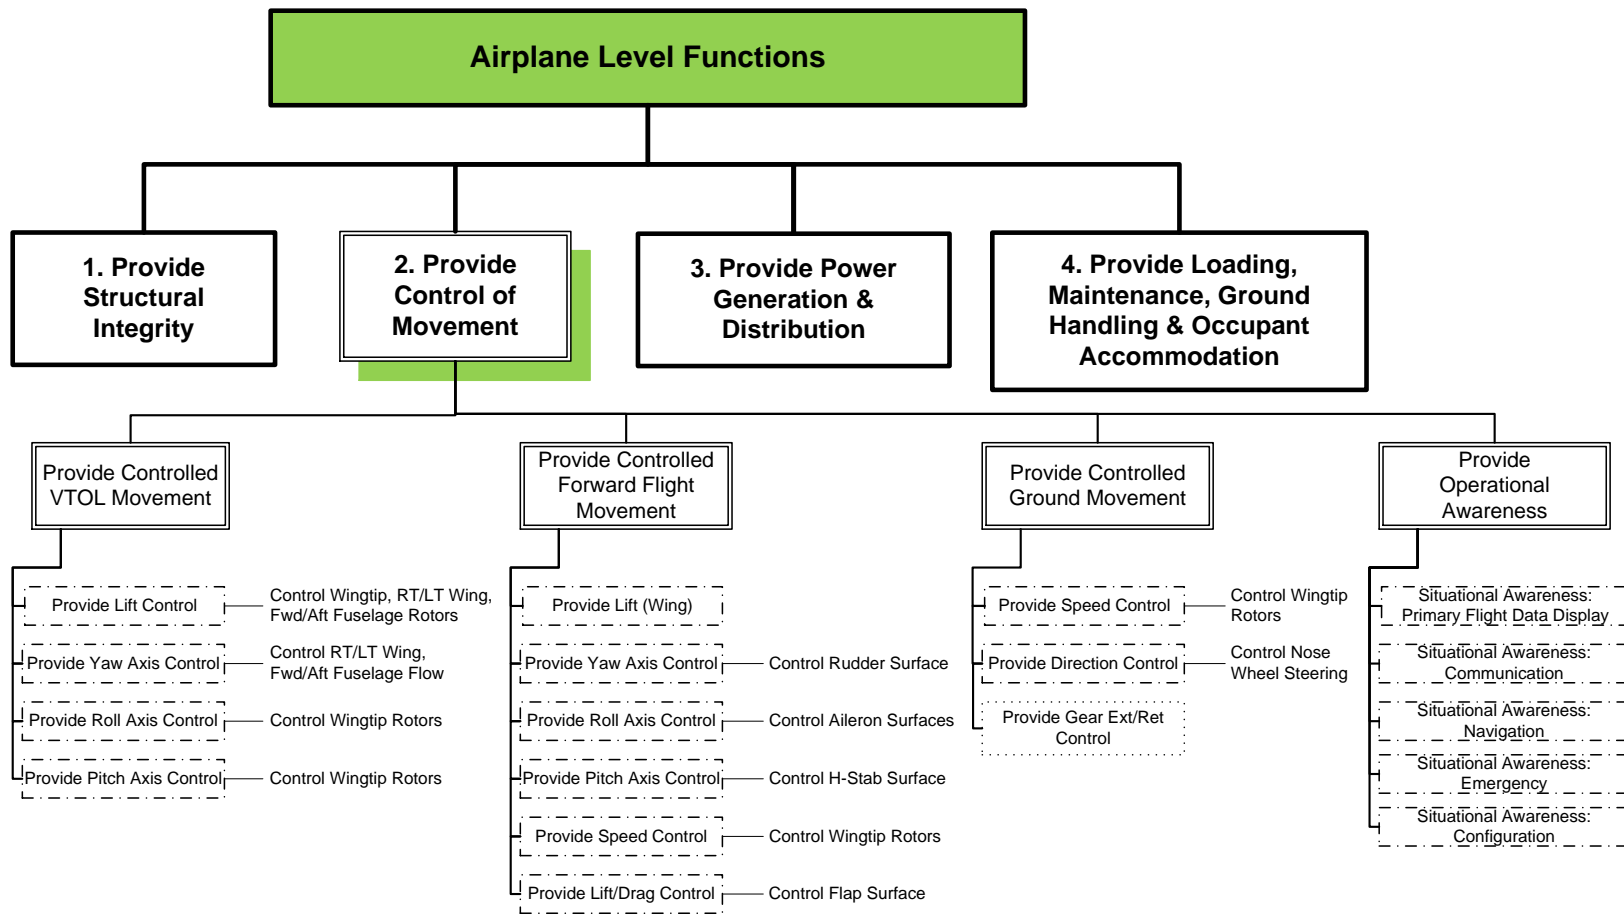 Airplane Level Functions
1. Provide
Structural
Integrity
2. Provide
Control of
Movement
3. Provide Power
Generation &
Distribution
4. Provide Loading,
Maintenance, Ground
Handling & Occupant
Accommodation
Provide Controlled
VTOL Movement
Provide Controlled
Forward Flight
Movement
Provide Controlled
Ground Movement
Provide
Operational
Awareness
Provide Lift Control
Control Wingtip, RT/LT Wing,
Fwd/Aft Fuselage Rotors
Provide Yaw Axis Control
Control RT/LT Wing,
Fwd/Aft Fuselage Flow
Provide Roll Axis Control
Control Wingtip Rotors
Provide Pitch Axis Control
Control Wingtip Rotors
Provide Lift (Wing)
Provide Yaw Axis Control
Control Rudder Surface
Provide Roll Axis Control
Control Aileron Surfaces
Provide Pitch Axis Control
Control H-Stab Surface
Provide Speed Control
Control Wingtip Rotors
Provide Lift/Drag Control
Control Flap Surface
Provide Speed Control
Control Wingtip
Rotors
Provide Direction Control
Control Nose
Wheel Steering
Provide Gear Ext/Ret
Control
Situational Awareness:
Primary Flight Data Display
Situational Awareness:
Communication
Situational Awareness:
Navigation
Situational Awareness:
Emergency
Situational Awareness:
Configuration